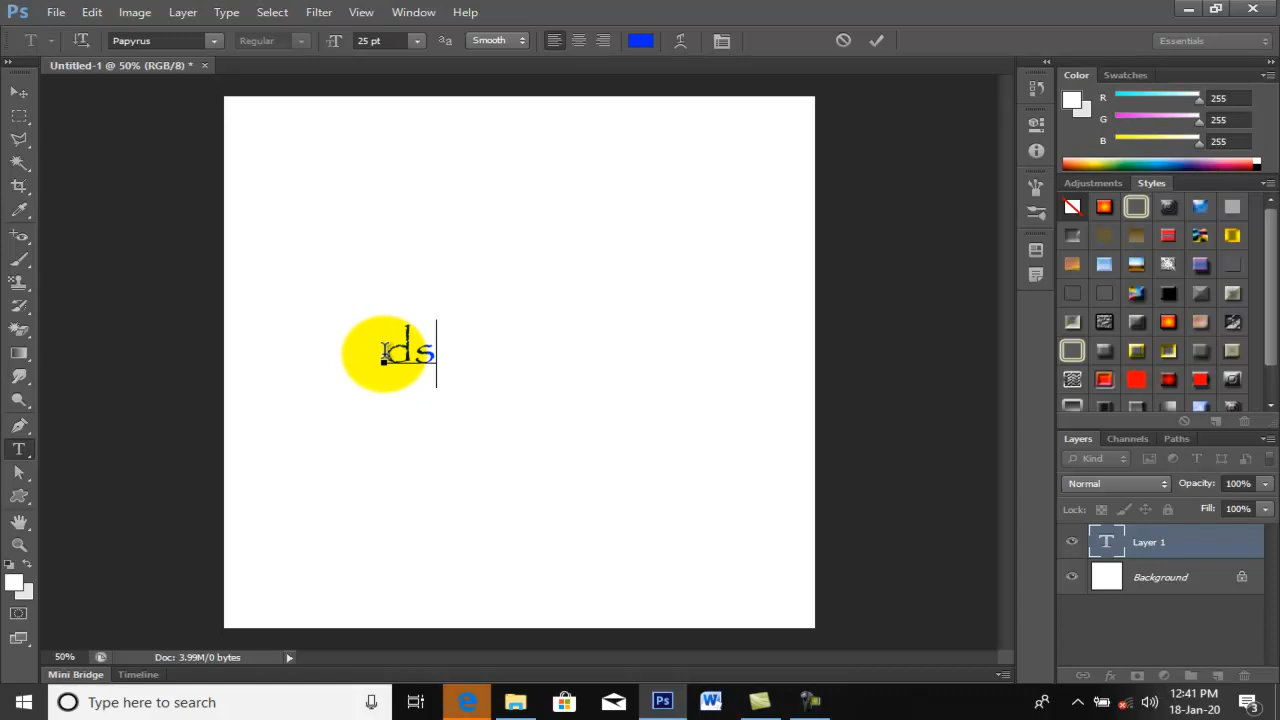 Ps File Edit Image Layer Type Select Filter View Window Help
T Papyrus Regular 25 pt aa Smooth Essentials
Untitled-1 @ 50% (RGB/8) * ×
Color Swatches
R 255
G 255
B 255
Adjustments Styles
ds
Layers Channels Paths
Kind
Normal Opacity: 100%
Lock: Fill: 100%
T Layer 1
Background
50% Doc: 3.99M/0 bytes
Mini Bridge Timeline
Type here to search
12:41 PM
18-Jan-20
3